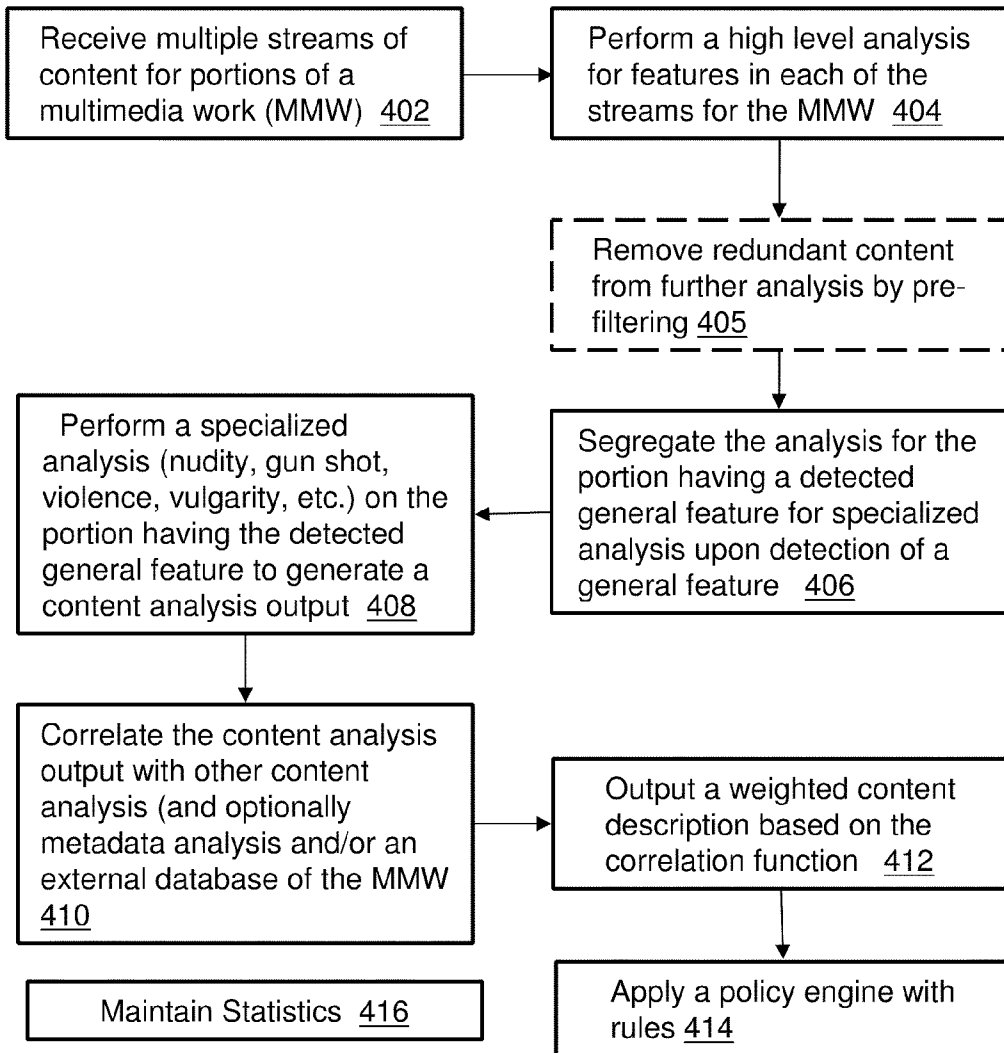 Receive multiple streams of
content for portions of a
multimedia work (MMW) 402
Perform a high level analysis
for features in each of the
streams for the MMW 404
Remove redundant content
from further analysis by pre-
filtering 405
Segregate the analysis for the
portion having a detected
general feature for specialized
analysis upon detection of a
general feature 406
Perform a specialized
analysis (nudity, gun shot,
violence, vulgarity, etc.) on the
portion having the detected
general feature to generate a
content analysis output 408
Correlate the content analysis
output with other content
analysis (and optionally
metadata analysis and/or an
external database of the MMW
410
Output a weighted content
description based on the
correlation function 412
Apply a policy engine with
rules 414
Maintain Statistics 416